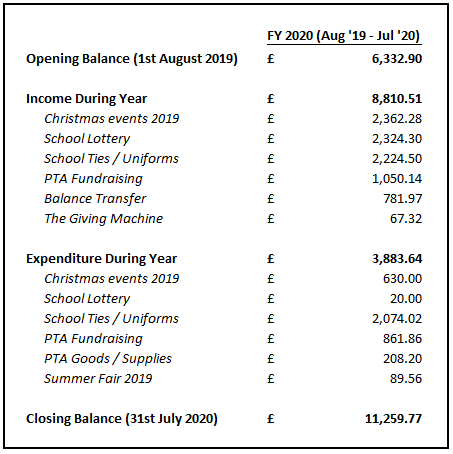 FY 2020 (Aug '19 - Jul '20)
Opening Balance (1st August 2019) £ 6,332.90
Income During Year £ 8,810.51
Christmas events 2019 £ 2,362.28
School Lottery £ 2,324.30
School Ties / Uniforms £ 2,224.50
PTA Fundraising £ 1,050.14
Balance Transfer £ 781.97
The Giving Machine £ 67.32
Expenditure During Year £ 3,883.64
Christmas events 2019 £ 630.00
School Lottery £ 20.00
School Ties / Uniforms £ 2,074.02
PTA Fundraising £ 861.86
PTA Goods / Supplies £ 208.20
Summer Fair 2019 £ 89.56
Closing Balance (31st July 2020) £ 11,259.77